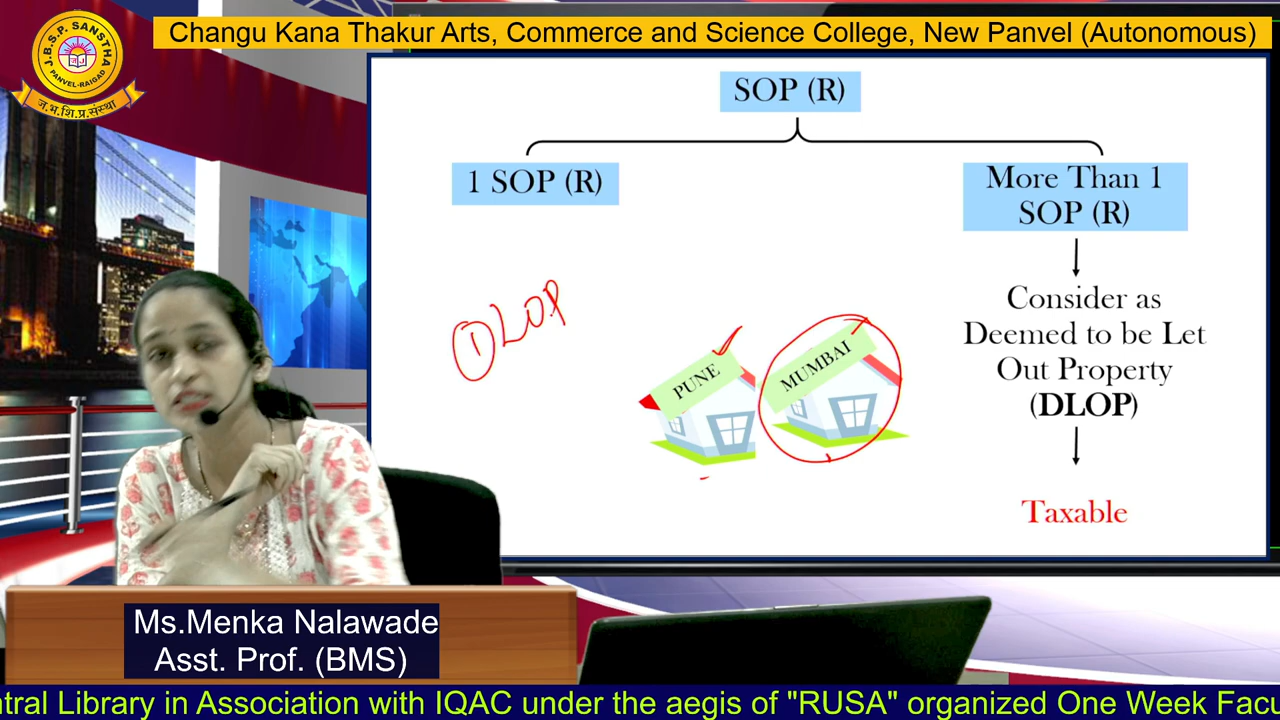 J.B.S.P. SANSTHA
PANVEL-RAIGAD
ज.भ.शि.प्र.संस्था
Changu Kana Thakur Arts, Commerce and Science College, New Panvel (Autonomous)
SOP (R)
1 SOP (R)
More Than 1
SOP (R)
Consider as
Deemed to be Let
Out Property
(DLOP)
Taxable
1 DLOP
PUNE
MUMBAI
Ms.Menka Nalawade
Asst. Prof. (BMS)
ntral Library in Association with IQAC under the aegis of "RUSA" organized One Week Facu